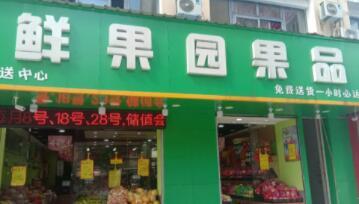 鲜果园果品
送中心
免费送货一小时必达
月8号、18号、28号、储值会